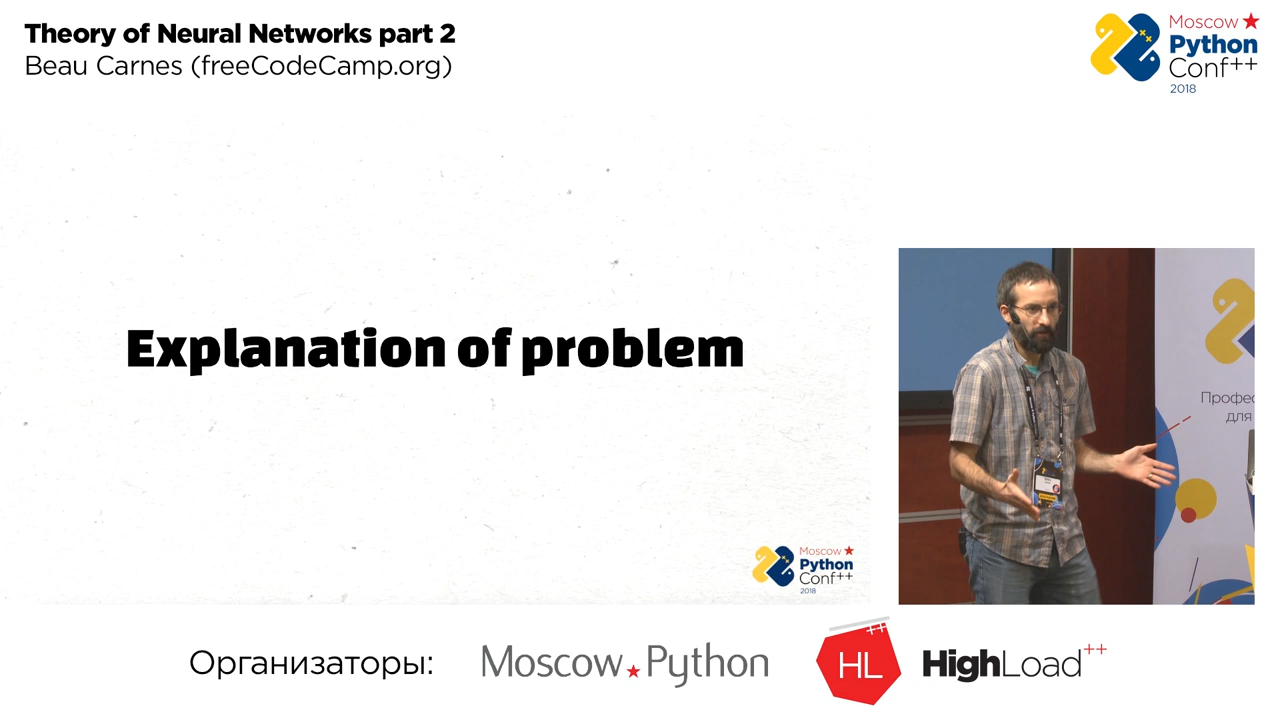 Theory of Neural Networks part 2
Beau Carnes (freeCodeCamp.org)
Moscow
Python
Conf++
2018
Explanation of problem
Moscow
Python
Conf++
2018
Профес
для
Организаторы:
Moscow Python
HL++
HighLoad++